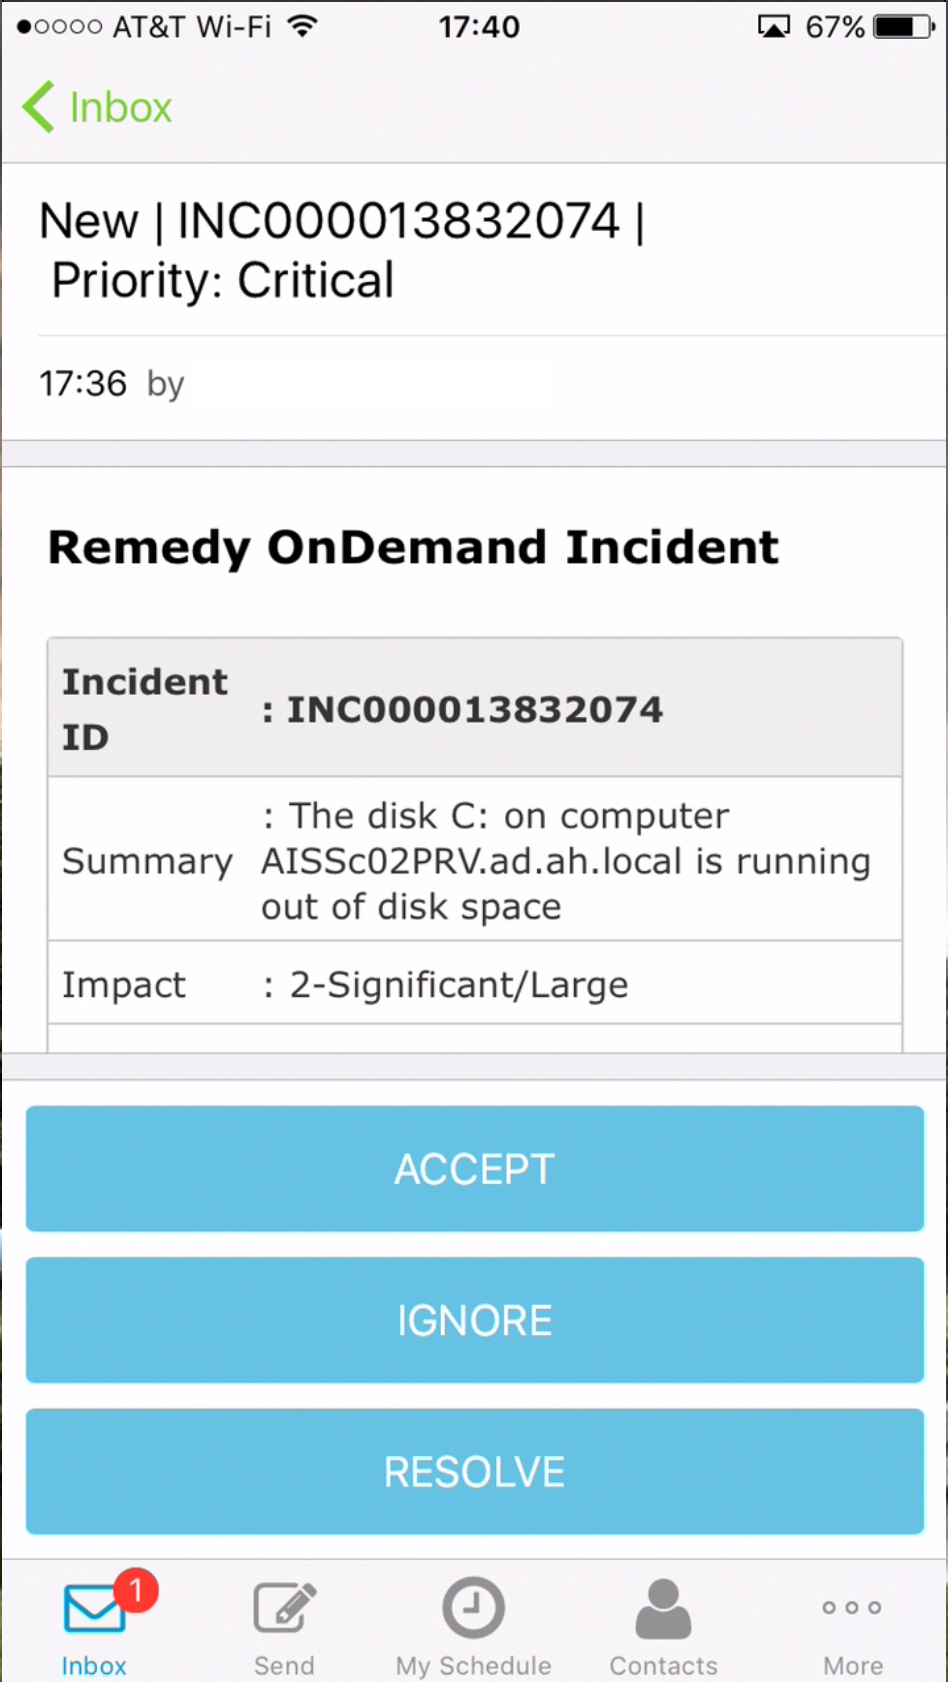 AT&T Wi-Fi 17:40 67%
Inbox
New | INC000013832074 |
Priority: Critical
17:36 by
Remedy OnDemand Incident
Incident
ID : INC000013832074
Summary : The disk C: on computer
AISSc02PRV.ad.ah.local is running
out of disk space
Impact : 2-Significant/Large
ACCEPT
IGNORE
RESOLVE
1
Inbox Send My Schedule Contacts More